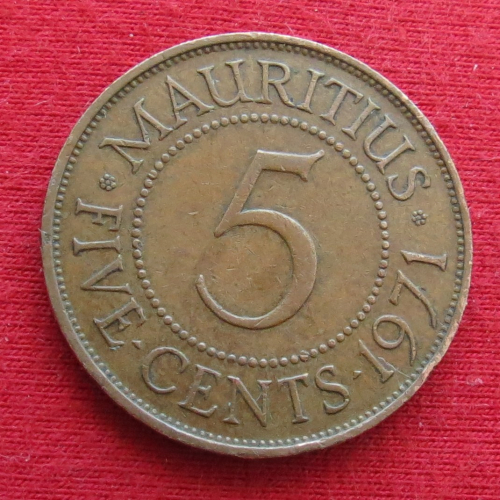 MAURITIUS
5
FIVE · CENTS · 1971